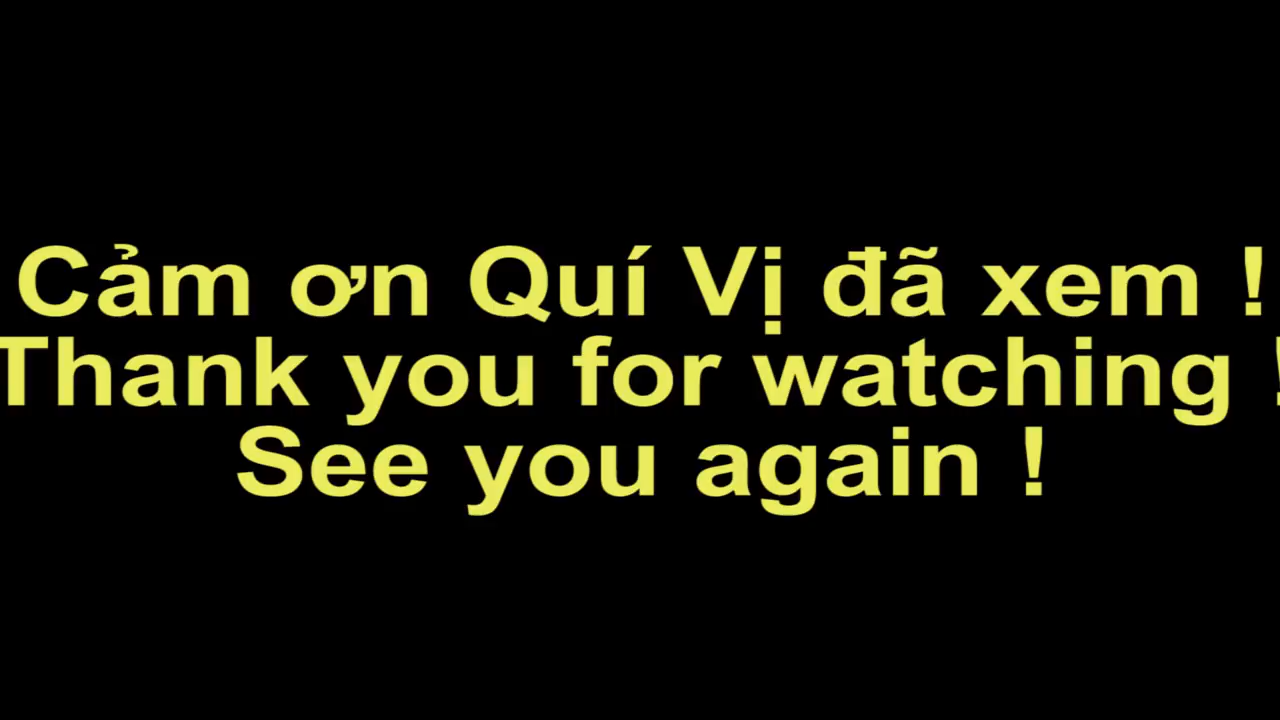 Cảm ơn Quí Vị đã xem !
Thank you for watching !
See you again !